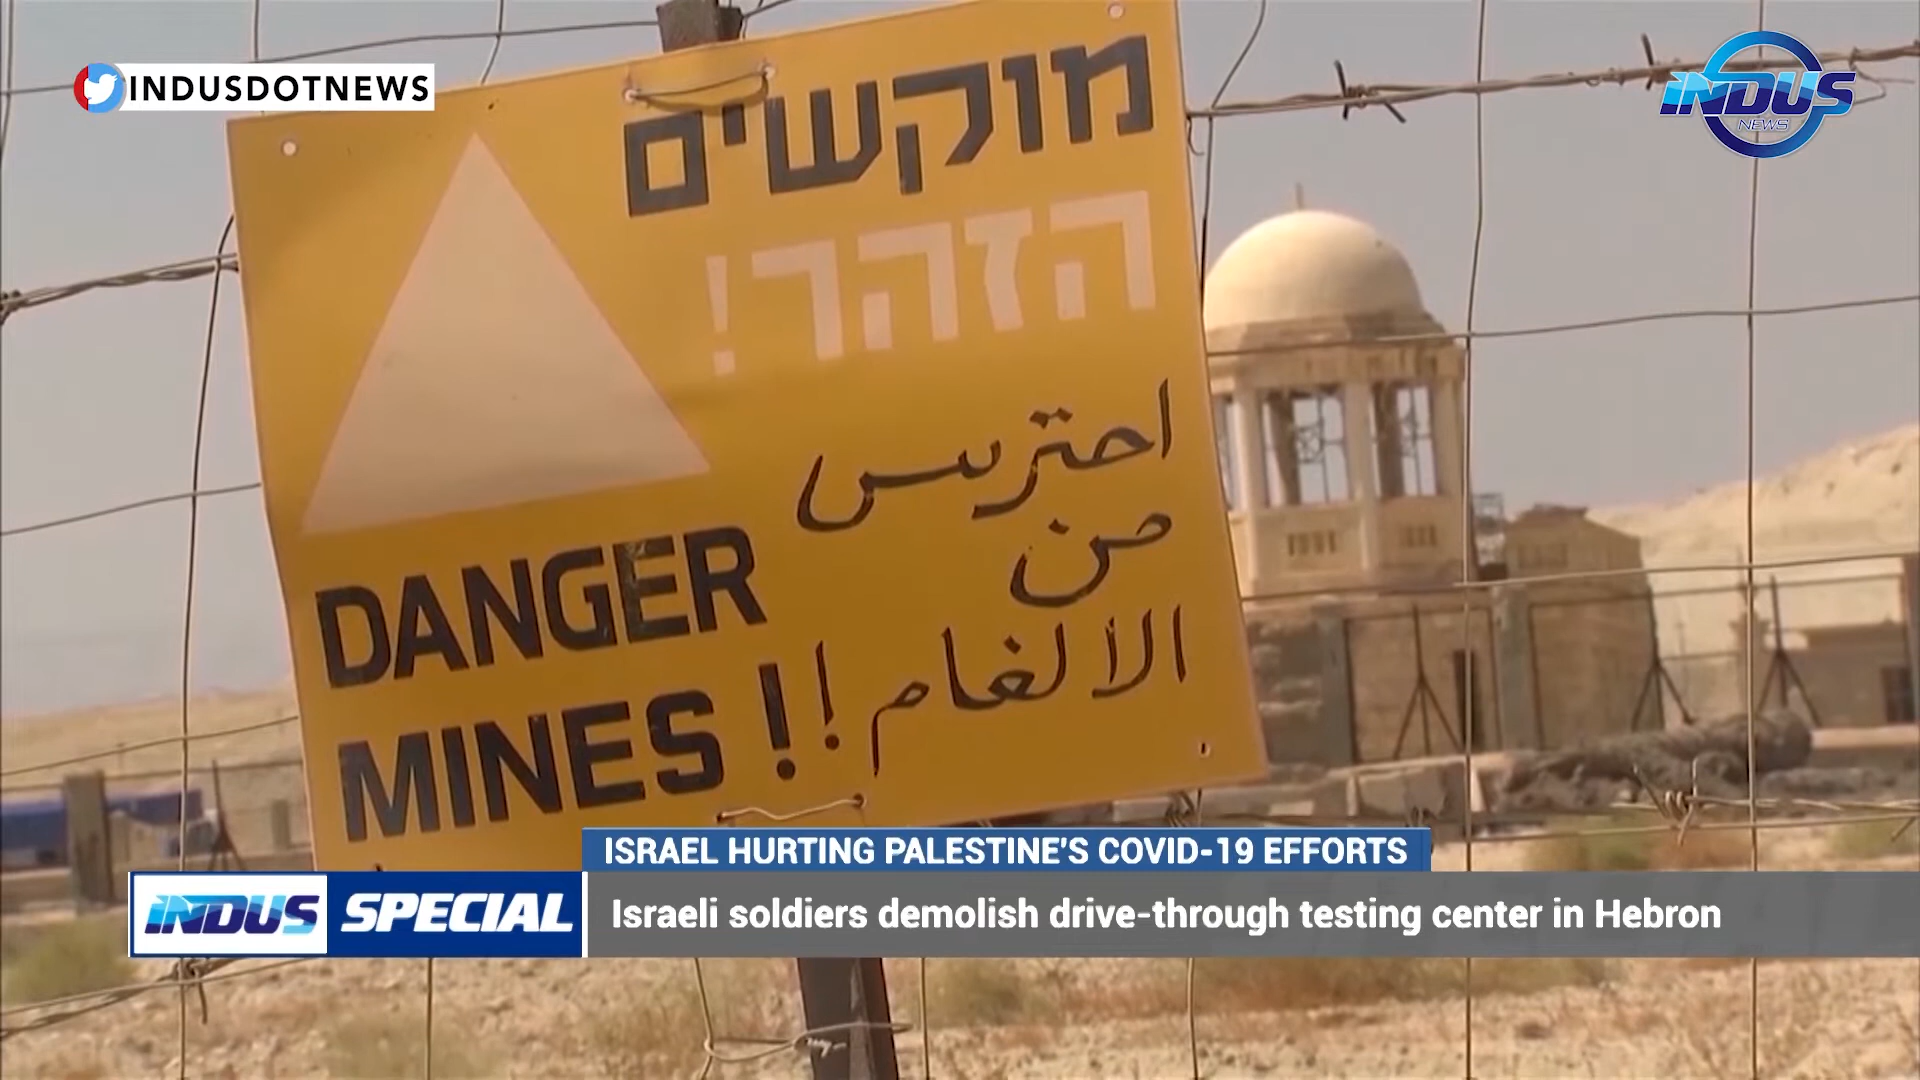 INDUSDOTNEWS
INDUS
NEWS
מוקשים
הזהר!
احترس
من
الألغام!
DANGER
MINES!
ISRAEL HURTING PALESTINE'S COVID-19 EFFORTS
INDUS SPECIAL
Israeli soldiers demolish drive-through testing center in Hebron